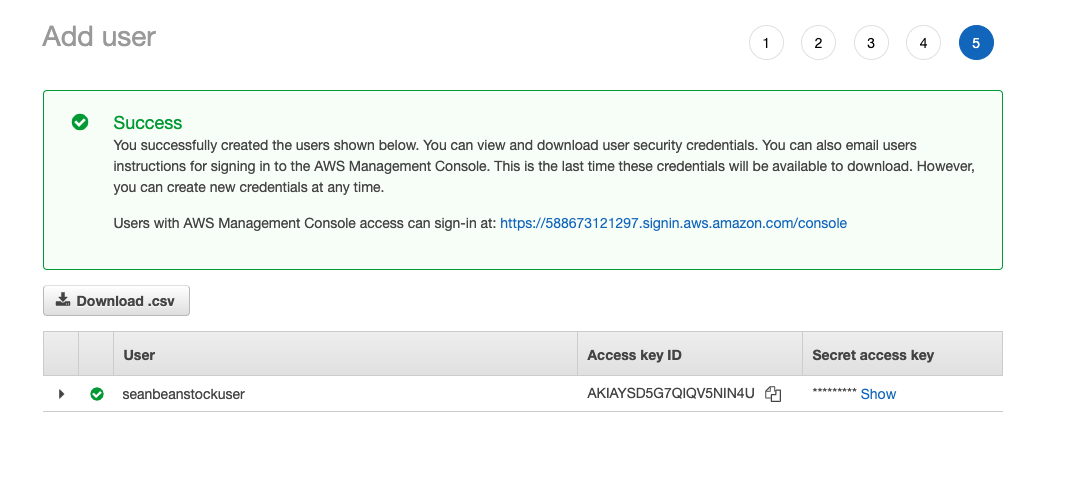 Add user
1 2 3 4 5
Success
You successfully created the users shown below. You can view and download user security credentials. You can also email users
instructions for signing in to the AWS Management Console. This is the last time these credentials will be available to download. However,
you can create new credentials at any time.
Users with AWS Management Console access can sign-in at: https://588673121297.signin.aws.amazon.com/console
Download .csv
User Access key ID Secret access key
seanbeanstockuser AKIAYSD5G7QIQV5NIN4U ********* Show